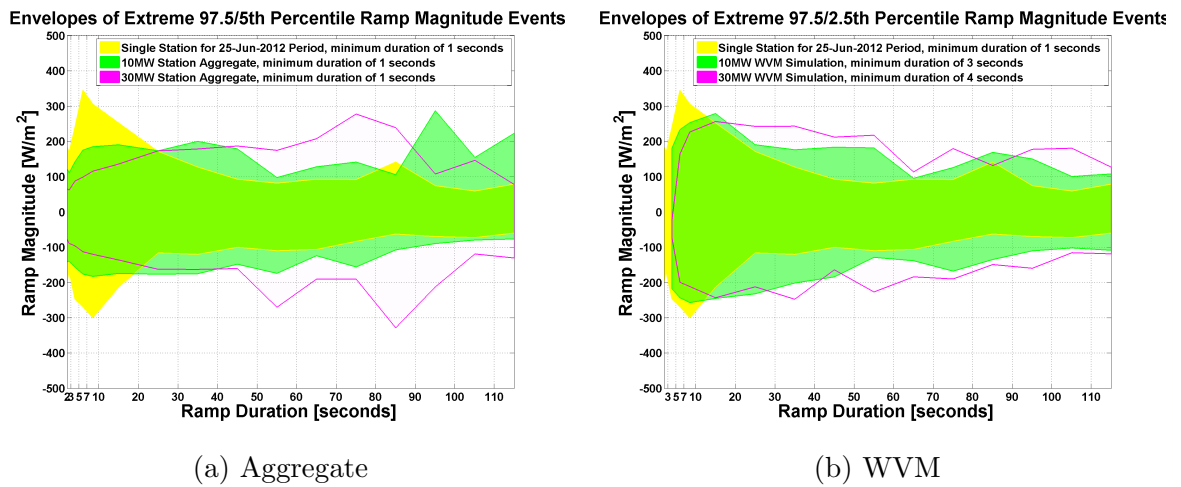 Envelopes of Extreme 97.5/5th Percentile Ramp Magnitude Events
Single Station for 25-Jun-2012 Period, minimum duration of 1 seconds
10MW Station Aggregate, minimum duration of 1 seconds
30MW Station Aggregate, minimum duration of 1 seconds
Ramp Magnitude [W/m²]
500
400
300
200
100
0
-100
-200
-300
-400
-500
2 3 5 7 10 20 30 40 50 60 70 80 90 100 110
Ramp Duration [seconds]
(a) Aggregate
Envelopes of Extreme 97.5/2.5th Percentile Ramp Magnitude Events
Single Station for 25-Jun-2012 Period, minimum duration of 1 seconds
10MW WVM Simulation, minimum duration of 3 seconds
30MW WVM Simulation, minimum duration of 4 seconds
Ramp Magnitude [W/m²]
500
400
300
200
100
0
-100
-200
-300
-400
-500
3 5 7 10 20 30 40 50 60 70 80 90 100 110
Ramp Duration [seconds]
(b) WVM